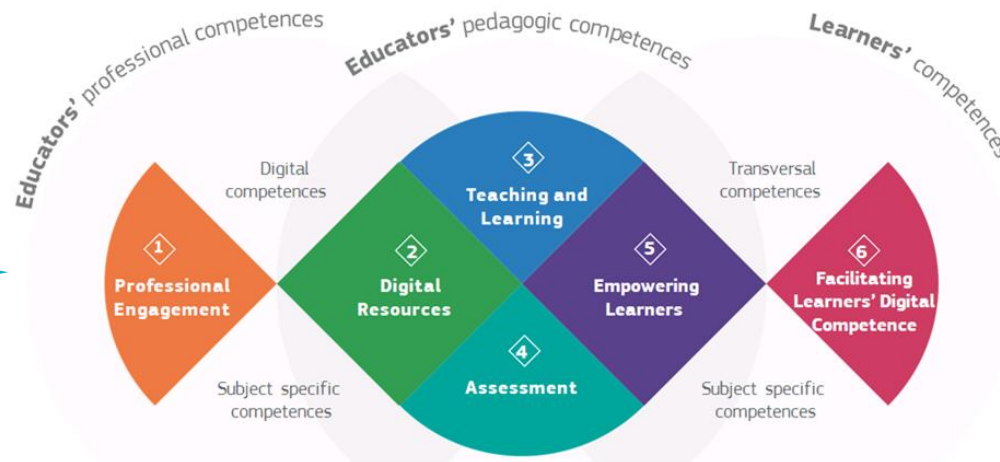 Educators' professional competences
Educators' pedagogic competences
Learners' competences
Digital
competences
Transversal
competences
1
Professional
Engagement
2
Digital
Resources
3
Teaching and
Learning
4
Assessment
5
Empowering
Learners
6
Facilitating
Learners' Digital
Competence
Subject specific
competences
Subject specific
competences